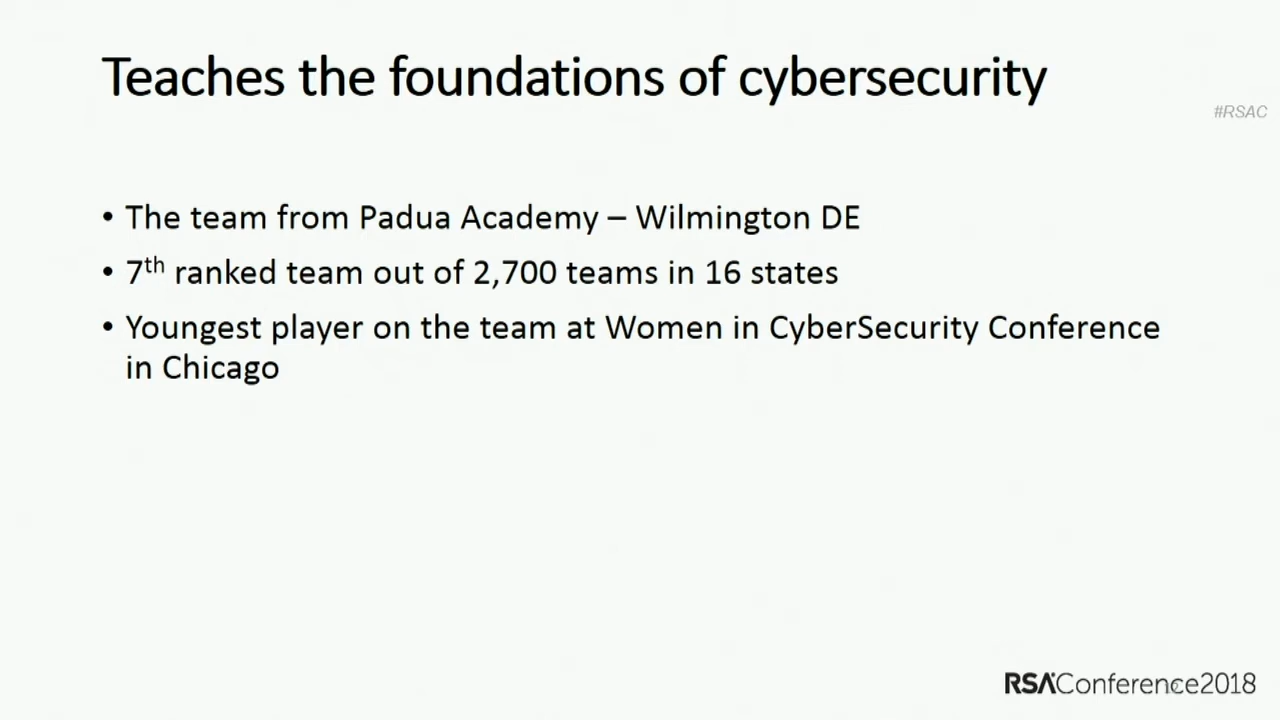 Teaches the foundations of cybersecurity
#RSAC
• The team from Padua Academy – Wilmington DE
• 7th ranked team out of 2,700 teams in 16 states
• Youngest player on the team at Women in CyberSecurity Conference
in Chicago
RSAConference2018